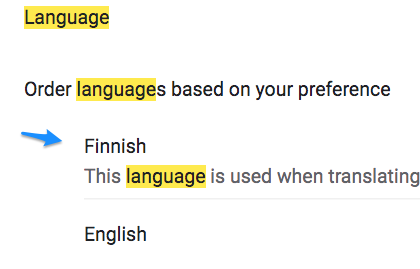 Language
Order languages based on your preference
Finnish
This language is used when translating
English